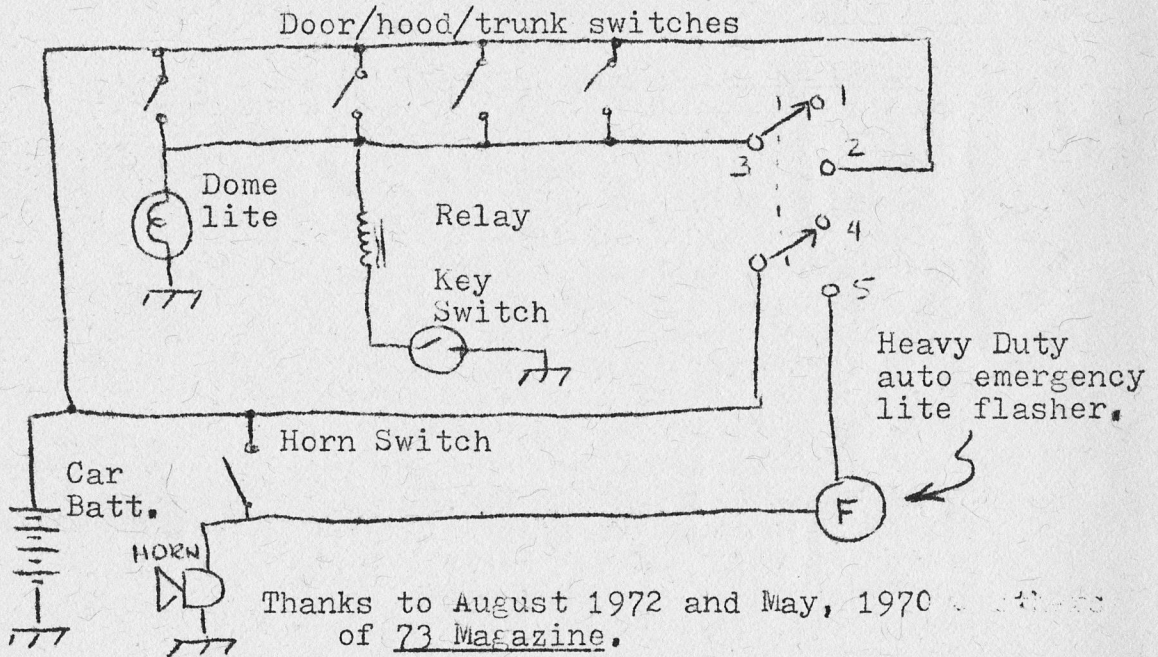 Door/hood/trunk switches
1
2
3
Dome
lite
Relay
4
Key
Switch
5
Heavy Duty
auto emergency
lite flasher.
Horn Switch
Car
Batt.
F
HORN
Thanks to August 1972 and May, 1970
of 73 Magazine.